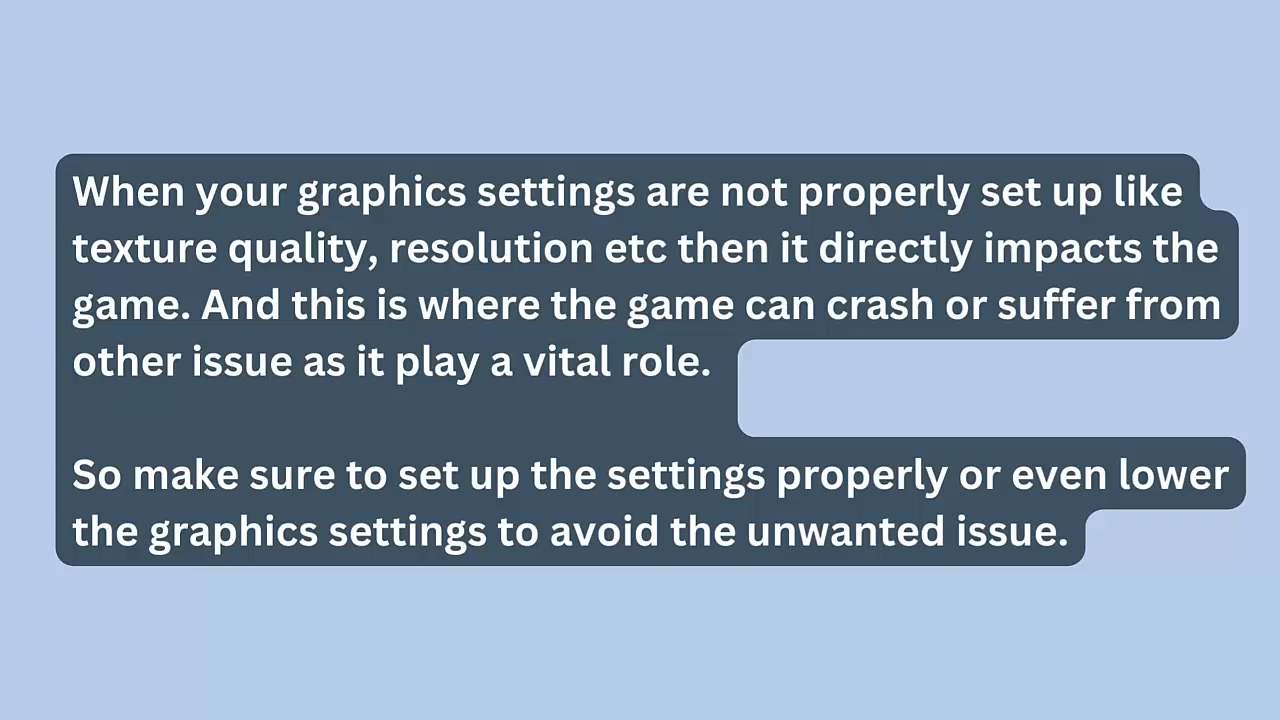 When your graphics settings are not properly set up like
texture quality, resolution etc then it directly impacts the
game. And this is where the game can crash or suffer from
other issue as it play a vital role.
So make sure to set up the settings properly or even lower
the graphics settings to avoid the unwanted issue.